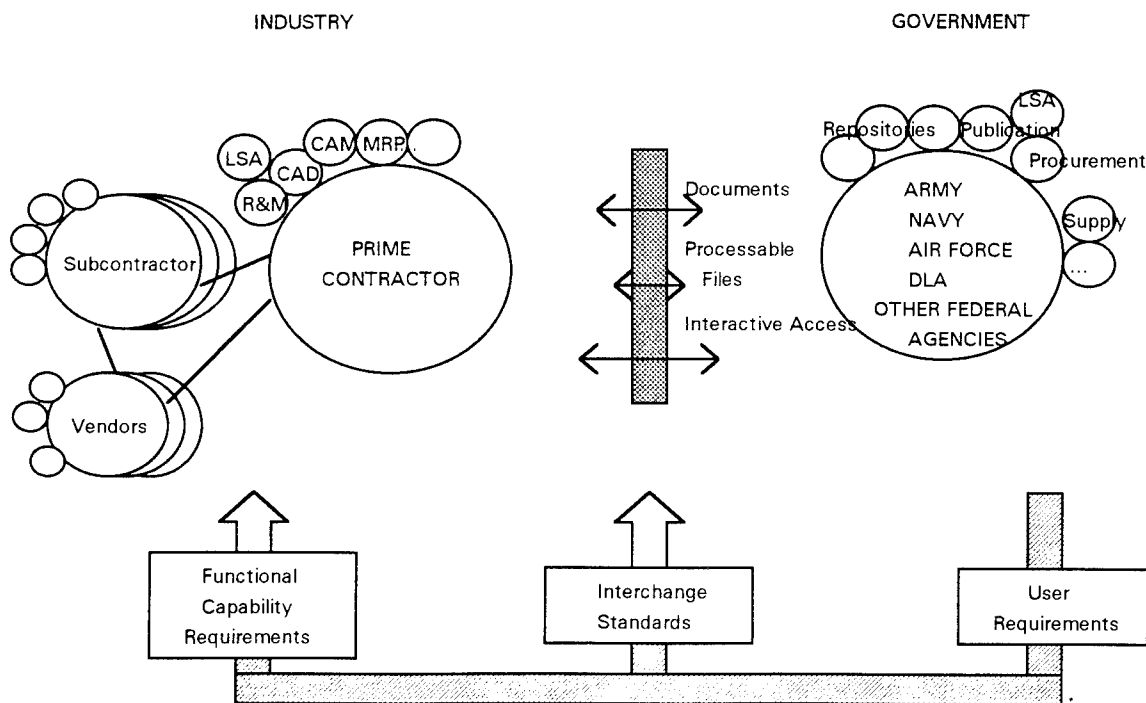 INDUSTRY
GOVERNMENT
LSA
R&M
CAD
CAM
MRP...
PRIME
CONTRACTOR
Subcontractor
Vendors
Documents
Processable
Files
Interactive Access
Repositories
Publication
LSA
Procurement
Supply
...
ARMY
NAVY
AIR FORCE
DLA
OTHER FEDERAL
AGENCIES
Functional
Capability
Requirements
Interchange
Standards
User
Requirements